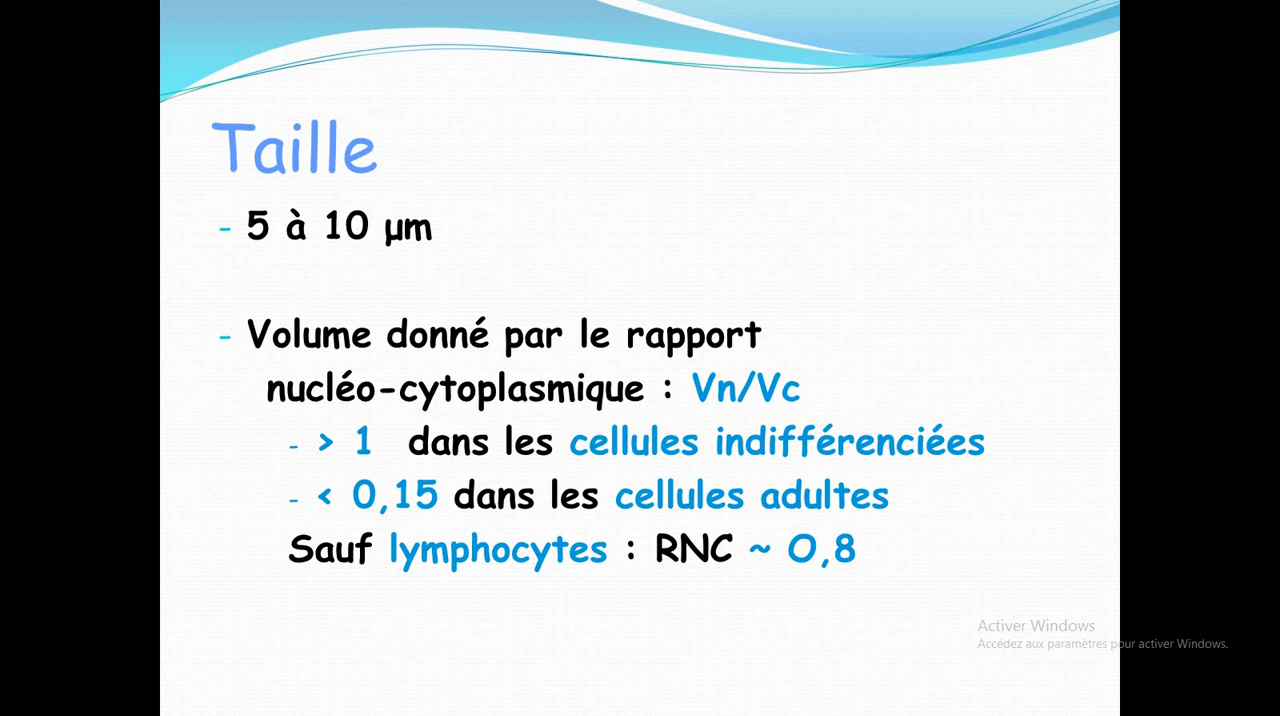 Taille
- 5 à 10 µm
- Volume donné par le rapport
nucléo-cytoplasmique : Vn/Vc
- > 1 dans les cellules indifférenciées
- < 0,15 dans les cellules adultes
Sauf lymphocytes : RNC ~ O,8
Activer Windows
Accédez aux paramètres pour activer Windows.